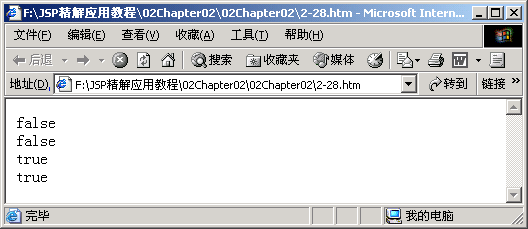 F:\JSP精解应用教程\02Chapter02\02Chapter02\2-28.htm - Microsoft Intern...
文件(F) 编辑(E) 查看(V) 收藏(A) 工具(T) 帮助(H)
后退 搜索 收藏夹 媒体
地址(D) F:\JSP精解应用教程\02Chapter02\02Chapter02\2-28.htm 转到 链接 »
false
false
true
true
完毕 我的电脑